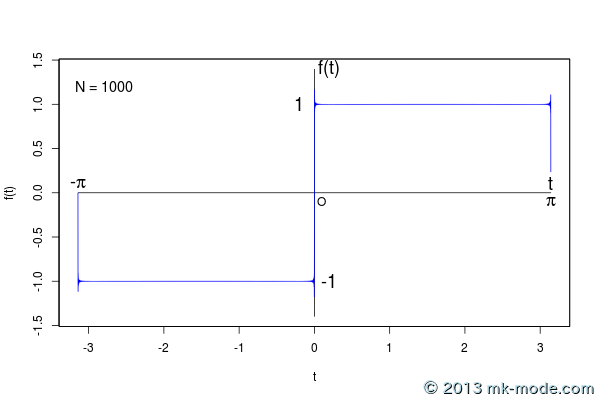 f(t)
N = 1000
1
-π
t
o
π
-1
1.5
1.0
0.5
0.0
-0.5
-1.0
-1.5
f(t)
-3 -2 -1 0 1 2 3
t
© 2013 mk-mode.com